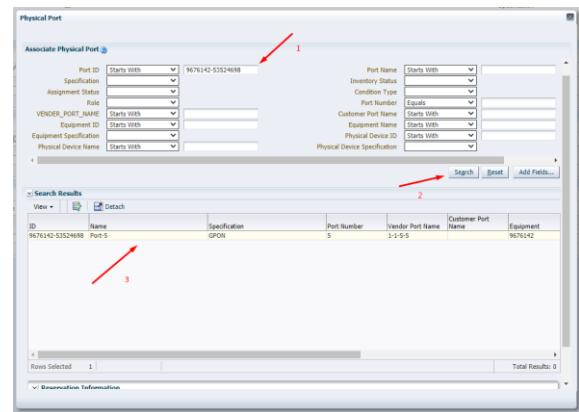 Physical Port
Associate Physical Port
1
Port ID Starts With 9676142-53524698 Port Name Starts With
Specification Inventory Status
Assignment Status Condition Type
Role Port Number Equals
VENDER_PORT_NAME Starts With Customer Port Name Starts With
Equipment ID Starts With Equipment Name Starts With
Equipment Specification Physical Device ID Starts With
Physical Device Name Starts With Physical Device Specification
Search Reset Add Fields...
2
Search Results
View Detach
ID Name Specification Port Number Vendor Port Name Customer Port Name Equipment
9676142-53524698 Port-5 GPON 5 1-1-5-5 9676142
3
Rows Selected 1 Total Results: 0
Reservation Information